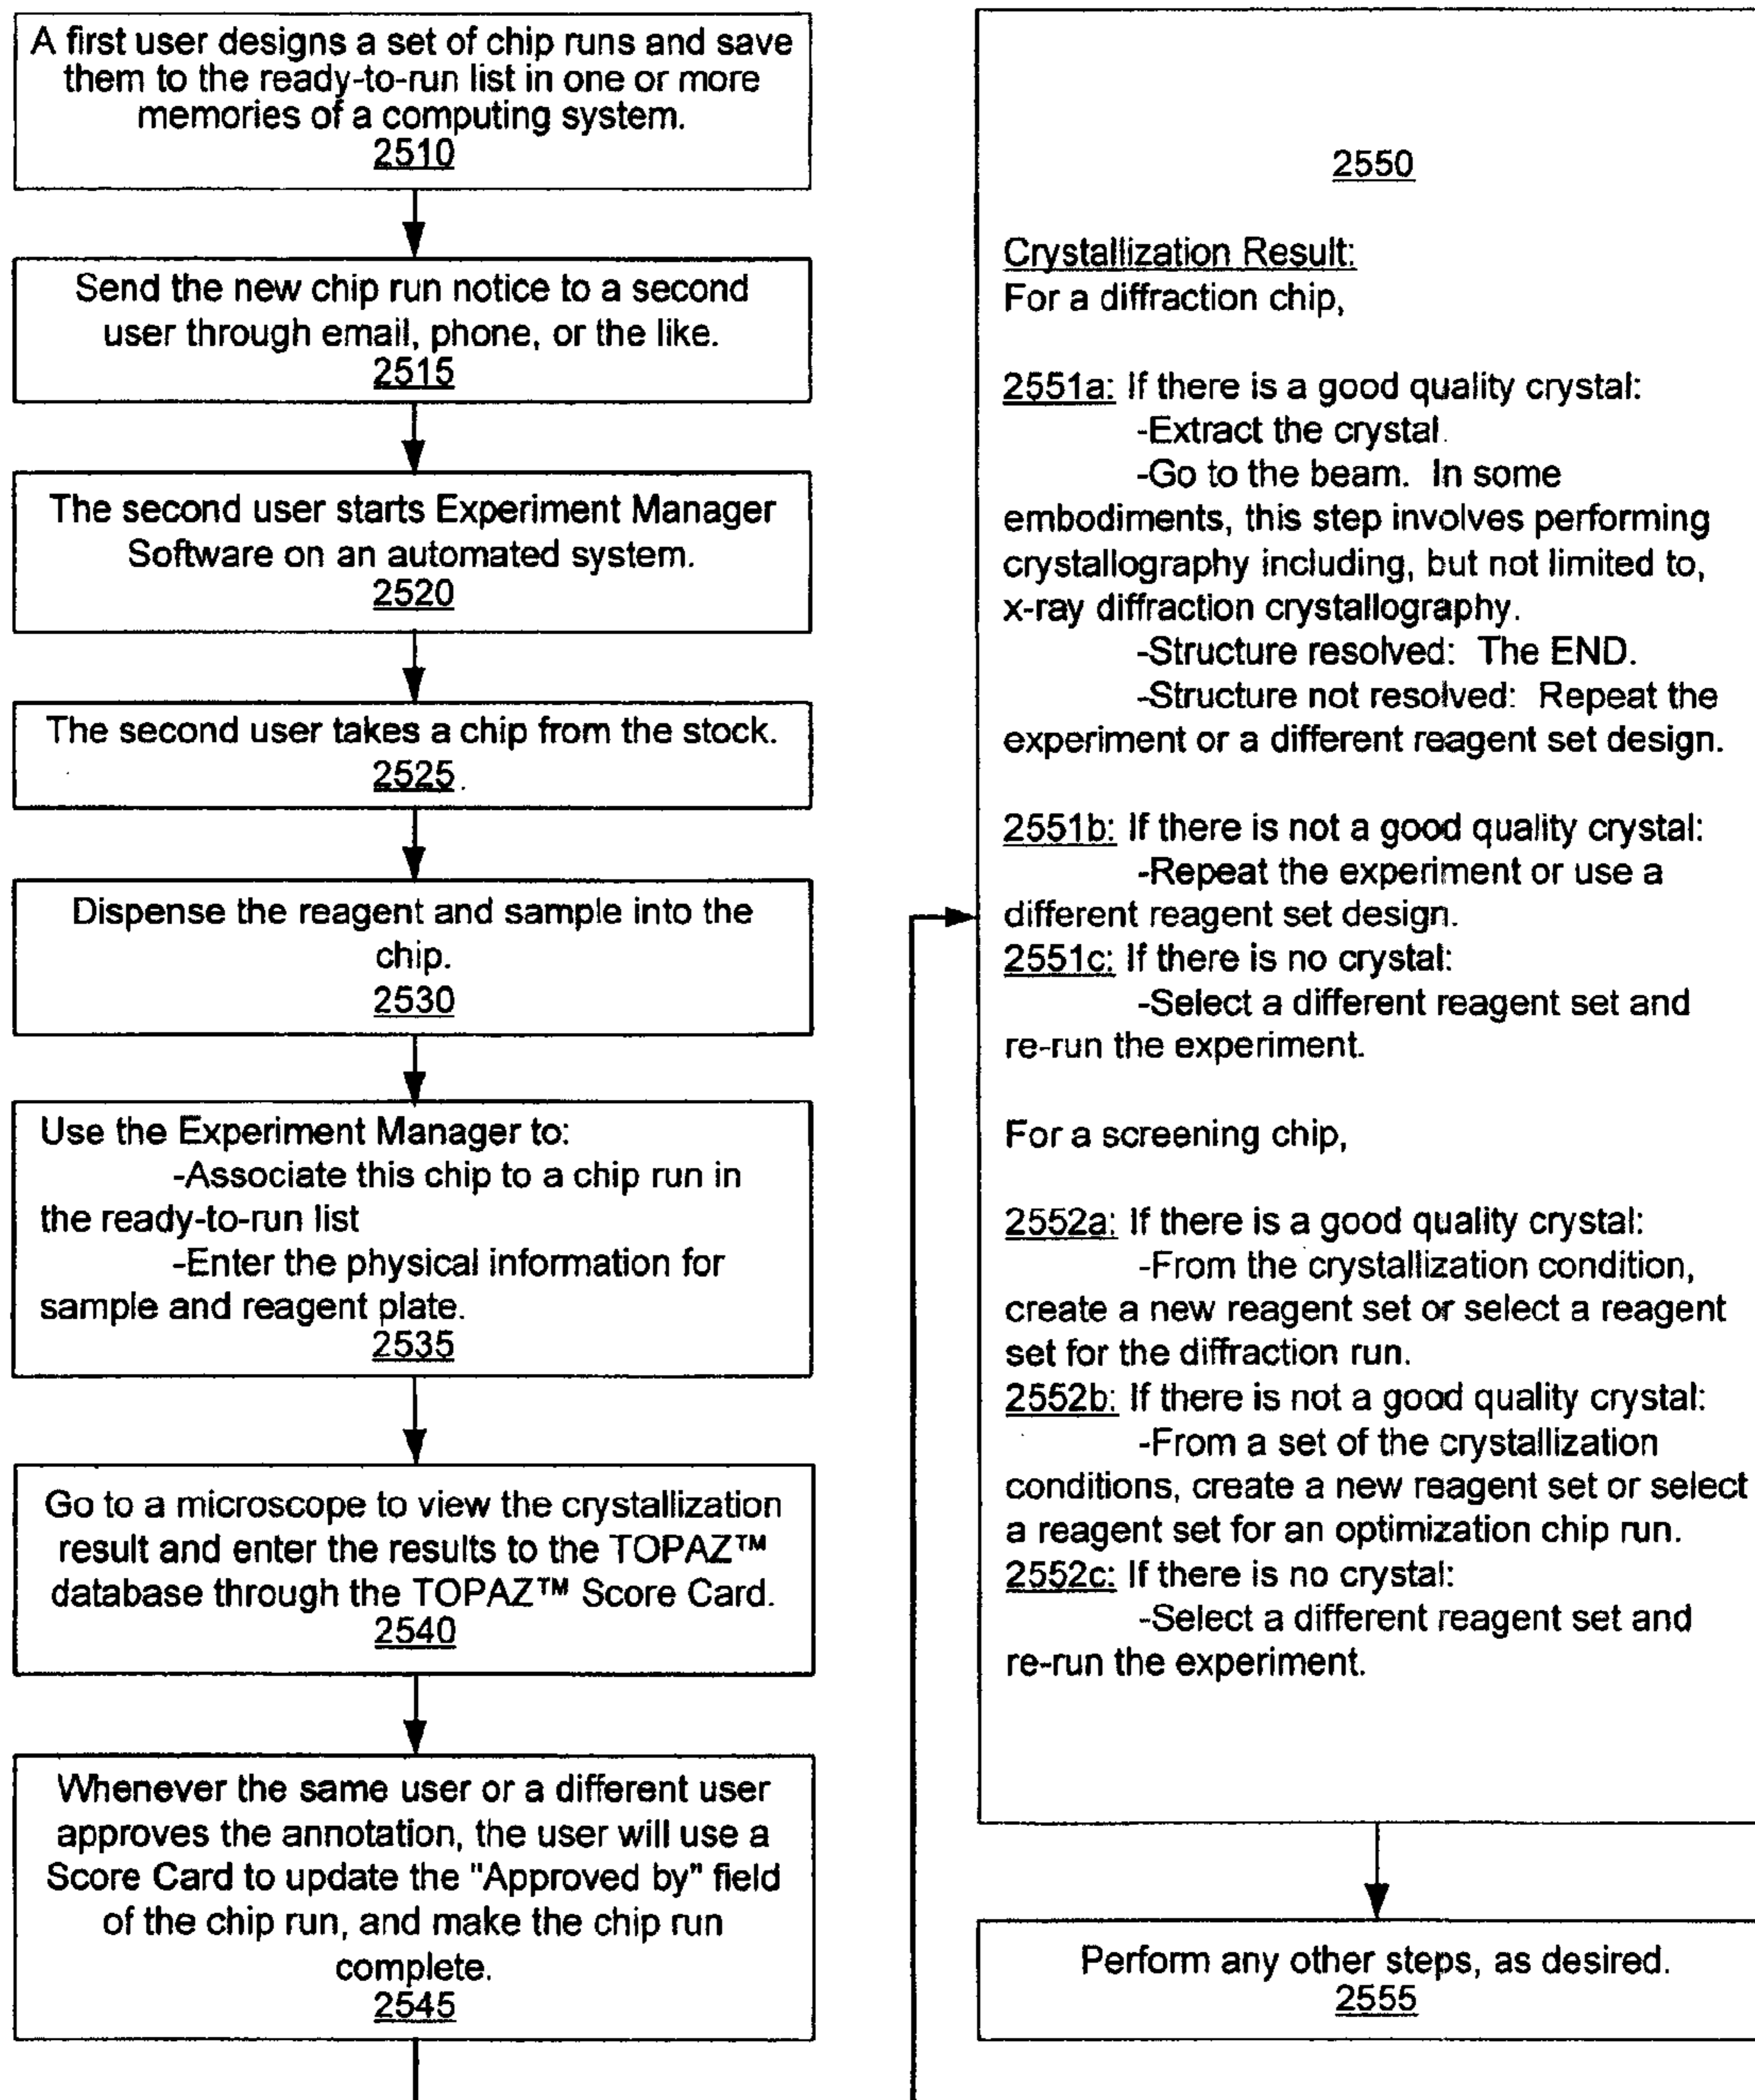 A first user designs a set of chip runs and save
them to the ready-to-run list in one or more
memories of a computing system.
2510
Send the new chip run notice to a second
user through email, phone, or the like.
2515
The second user starts Experiment Manager
Software on an automated system.
2520
The second user takes a chip from the stock.
2525
Dispense the reagent and sample into the
chip.
2530
Use the Experiment Manager to:
-Associate this chip to a chip run in
the ready-to-run list
-Enter the physical information for
sample and reagent plate.
2535
Go to a microscope to view the crystallization
result and enter the results to the TOPAZ™
database through the TOPAZ™ Score Card.
2540
Whenever the same user or a different user
approves the annotation, the user will use a
Score Card to update the "Approved by" field
of the chip run, and make the chip run
complete.
2545
2550
Crystallization Result:
For a diffraction chip,
2551a: If there is a good quality crystal:
-Extract the crystal.
-Go to the beam. In some
embodiments, this step involves performing
crystallography including, but not limited to,
x-ray diffraction crystallography.
-Structure resolved: The END.
-Structure not resolved: Repeat the
experiment or a different reagent set design.
2551b: If there is not a good quality crystal:
-Repeat the experiment or use a
different reagent set design.
2551c: If there is no crystal:
-Select a different reagent set and
re-run the experiment.
For a screening chip,
2552a: If there is a good quality crystal:
-From the crystallization condition,
create a new reagent set or select a reagent
set for the diffraction run.
2552b: If there is not a good quality crystal:
-From a set of the crystallization
conditions, create a new reagent set or select
a reagent set for an optimization chip run.
2552c: If there is no crystal:
-Select a different reagent set and
re-run the experiment.
Perform any other steps, as desired.
2555